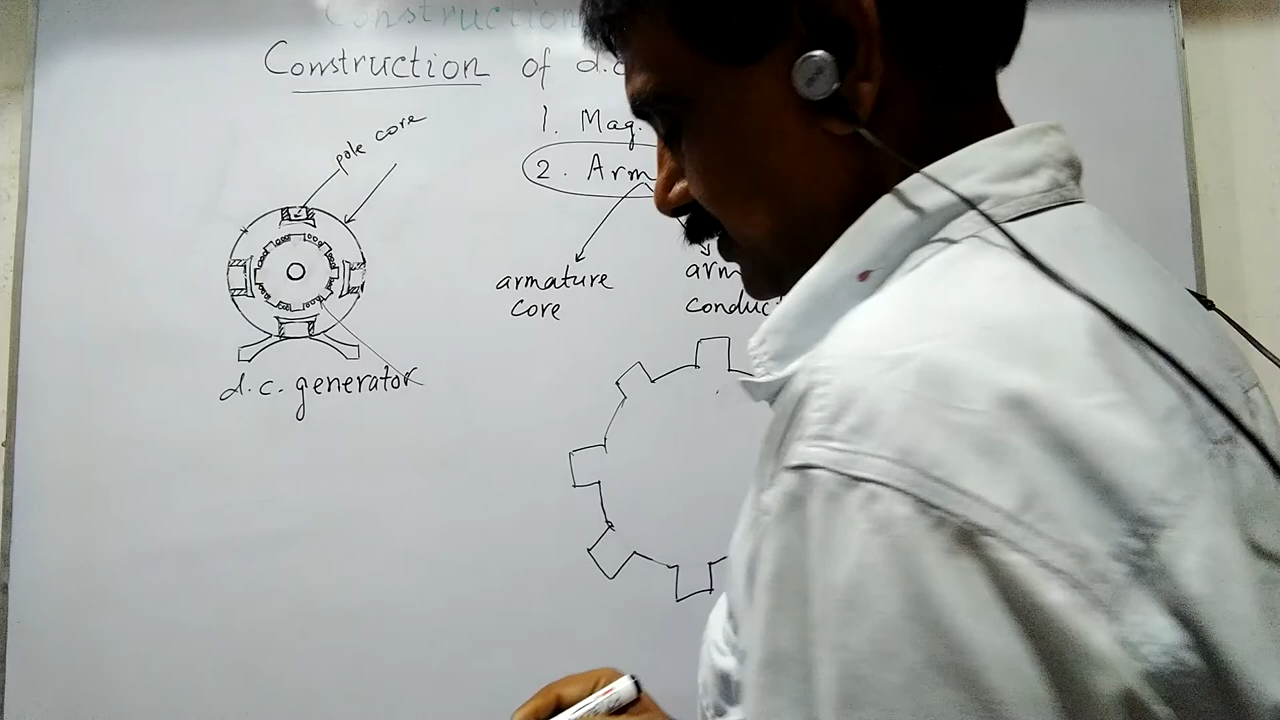 Construction
Construction of d.c
pole core
1. Mag.
2. Arm
armature
core
arm
conduc
d.c. generator